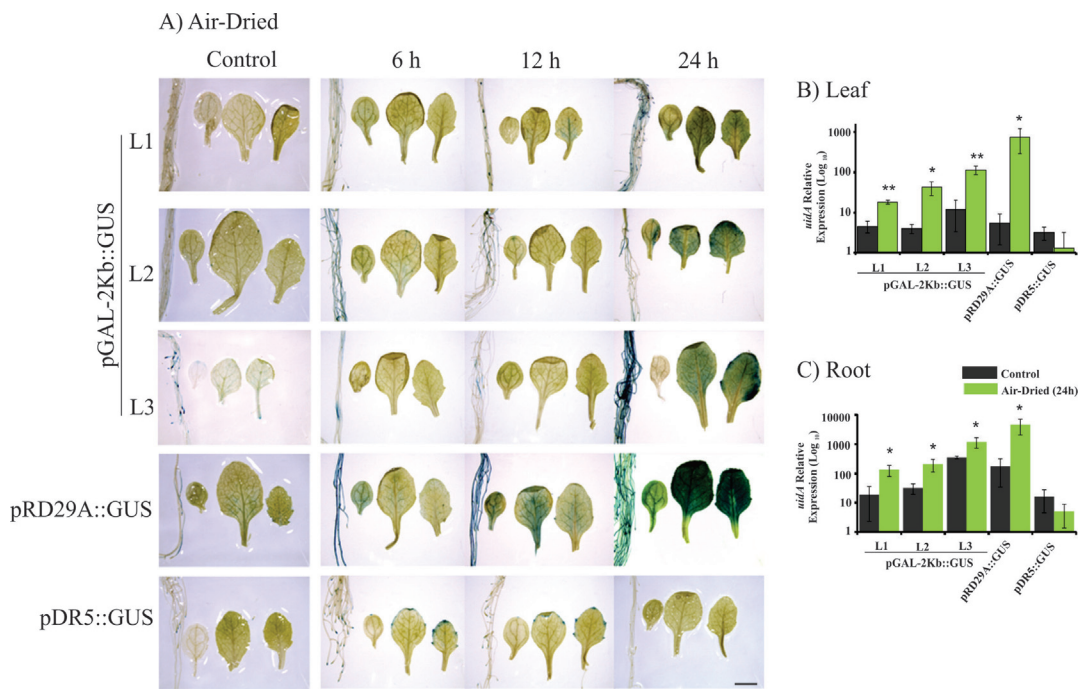 A) Air-Dried
Control
6 h
12 h
24 h
pGAL-2Kb::GUS
L1
L2
L3
pRD29A::GUS
pDR5::GUS
B) Leaf
uidA Relative
Expression (Log 10)
1000
100
10
1
**
*
**
*
L1
L2
L3
pGAL-2Kb::GUS
pRD29A::GUS
pDR5::GUS
C) Root
Control
Air-Dried (24h)
uidA Relative
Expression (Log 10)
10000
1000
100
10
1
*
*
*
*
L1
L2
L3
pGAL-2Kb::GUS
pRD29A::GUS
pDR5::GUS